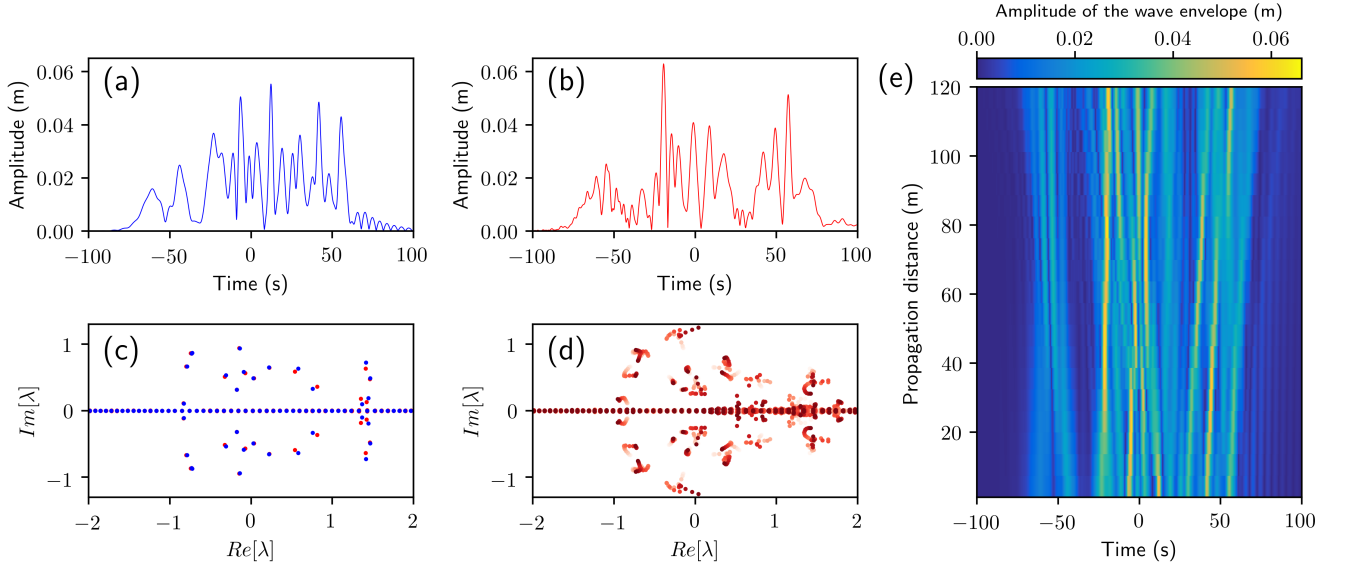 (a)
Amplitude (m)
0.06
0.04
0.02
0.00
−100 −50 0 50 100
Time (s)
(b)
Amplitude (m)
0.06
0.04
0.02
0.00
−100 −50 0 50 100
Time (s)
(c)
Im[λ]
1
0
−1
−2 −1 0 1 2
Re[λ]
(d)
Im[λ]
1
0
−1
−2 −1 0 1 2
Re[λ]
Amplitude of the wave envelope (m)
0.00 0.02 0.04 0.06
(e)
Propagation distance (m)
120
100
80
60
40
20
−100 −50 0 50 100
Time (s)